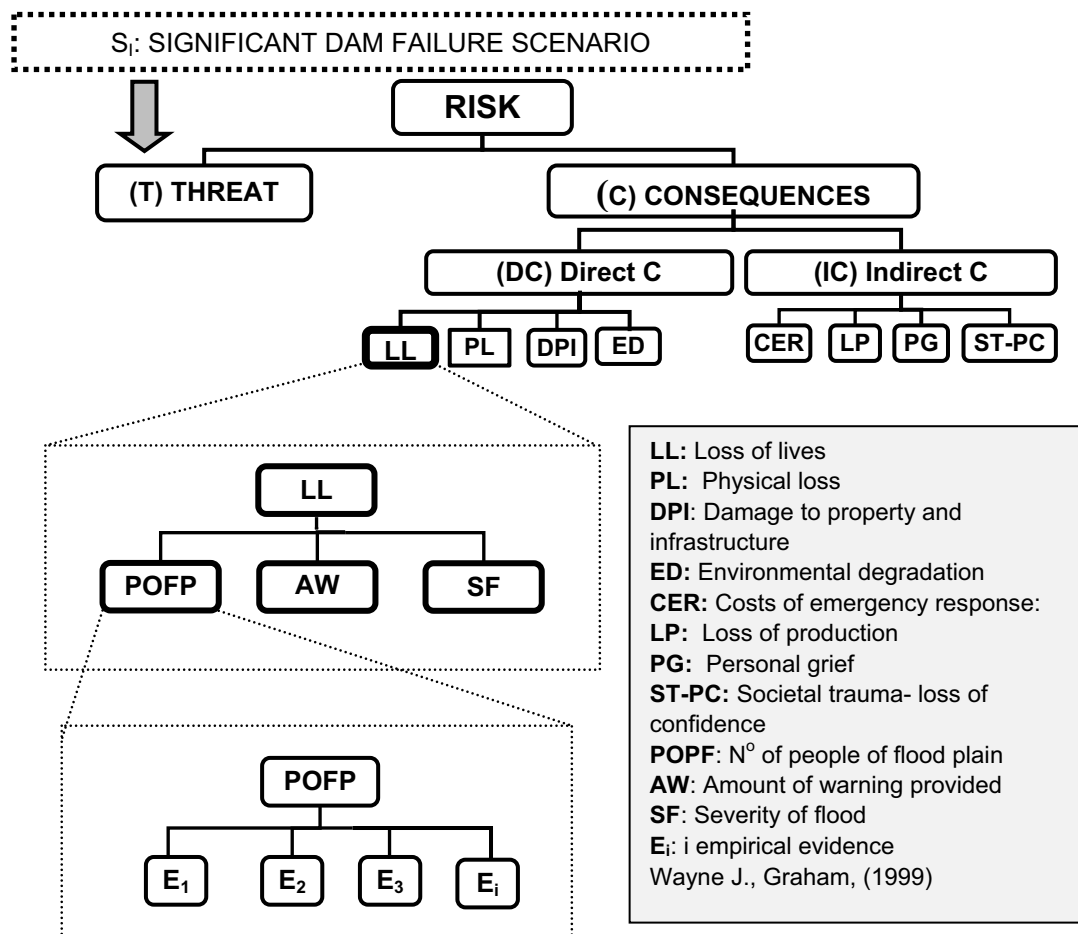 S_I: SIGNIFICANT DAM FAILURE SCENARIO
RISK
(T) THREAT
(C) CONSEQUENCES
(DC) Direct C
(IC) Indirect C
LL
PL
DPI
ED
CER
LP
PG
ST-PC
LL
POFP
AW
SF
POFP
E₁
E₂
E₃
Eᵢ
LL: Loss of lives
PL: Physical loss
DPI: Damage to property and
infrastructure
ED: Environmental degradation
CER: Costs of emergency response:
LP: Loss of production
PG: Personal grief
ST-PC: Societal trauma- loss of
confidence
POPF: Nᵒ of people of flood plain
AW: Amount of warning provided
SF: Severity of flood
Eᵢ: i empirical evidence
Wayne J., Graham, (1999)